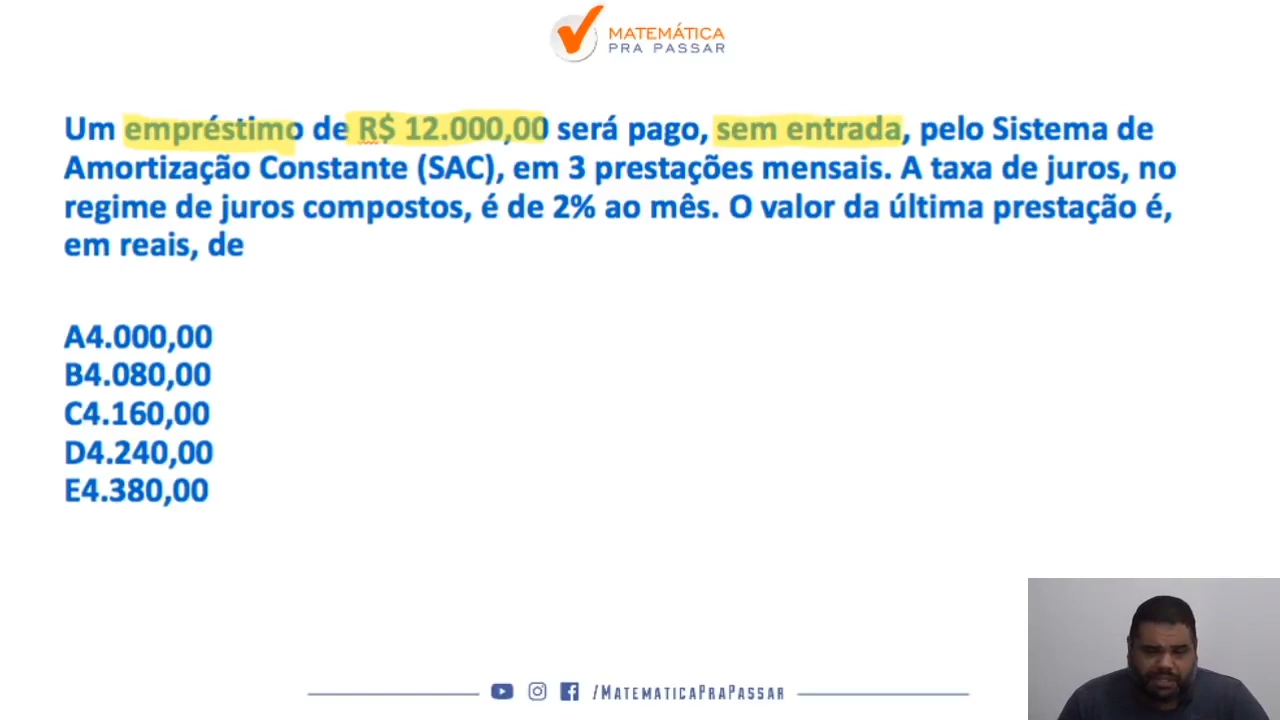 MATEMÁTICA
PRA PASSAR
Um empréstimo de R$ 12.000,00 será pago, sem entrada, pelo Sistema de
Amortização Constante (SAC), em 3 prestações mensais. A taxa de juros, no
regime de juros compostos, é de 2% ao mês. O valor da última prestação é,
em reais, de
A4.000,00
B4.080,00
C4.160,00
D4.240,00
E4.380,00
/MATEMATICAPRAPASSAR